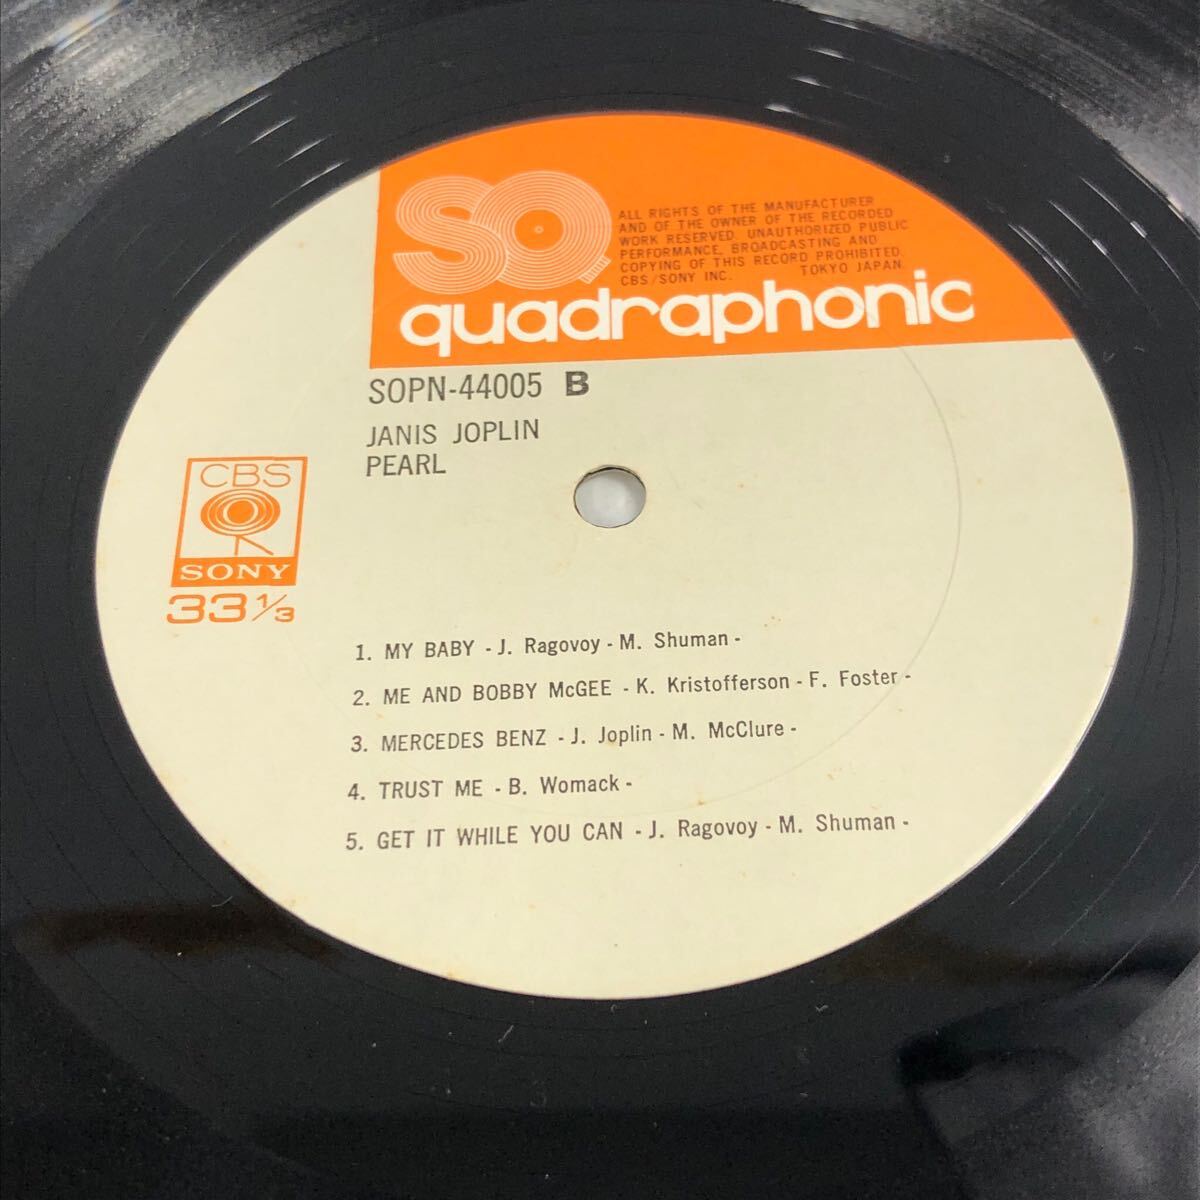 SQ
ALL RIGHTS OF THE MANUFACTURER
AND OF THE OWNER OF THE RECORDED
WORK RESERVED. UNAUTHORIZED PUBLIC
PERFORMANCE, BROADCASTING AND
COPYING OF THIS RECORD PROHIBITED.
CBS/SONY INC. TOKYO JAPAN.
quadraphonic
SOPN-44005 B
JANIS JOPLIN
PEARL
CBS
SONY
33 1/3
1. MY BABY - J. Ragovoy - M. Shuman -
2. ME AND BOBBY McGEE - K. Kristofferson - F. Foster -
3. MERCEDES BENZ - J. Joplin - M. McClure -
4. TRUST ME - B. Womack -
5. GET IT WHILE YOU CAN - J. Ragovoy - M. Shuman -